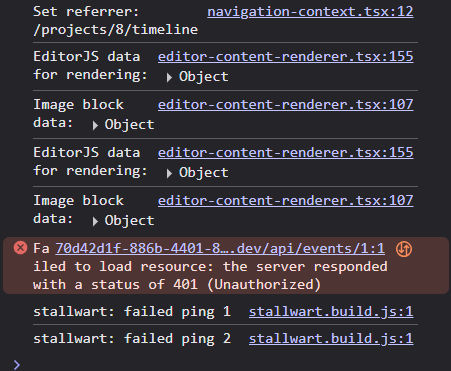 Set referrer: navigation-context.tsx:12
/projects/8/timeline
EditorJS data editor-content-renderer.tsx:155
for rendering: ▶ Object
Image block editor-content-renderer.tsx:107
data: ▶ Object
EditorJS data editor-content-renderer.tsx:155
for rendering: ▶ Object
Image block editor-content-renderer.tsx:107
data: ▶ Object
Fa 70d42d1f-886b-4401-8….dev/api/events/1:1
iled to load resource: the server responded
with a status of 401 (Unauthorized)
stallwart: failed ping 1 stallwart.build.js:1
stallwart: failed ping 2 stallwart.build.js:1